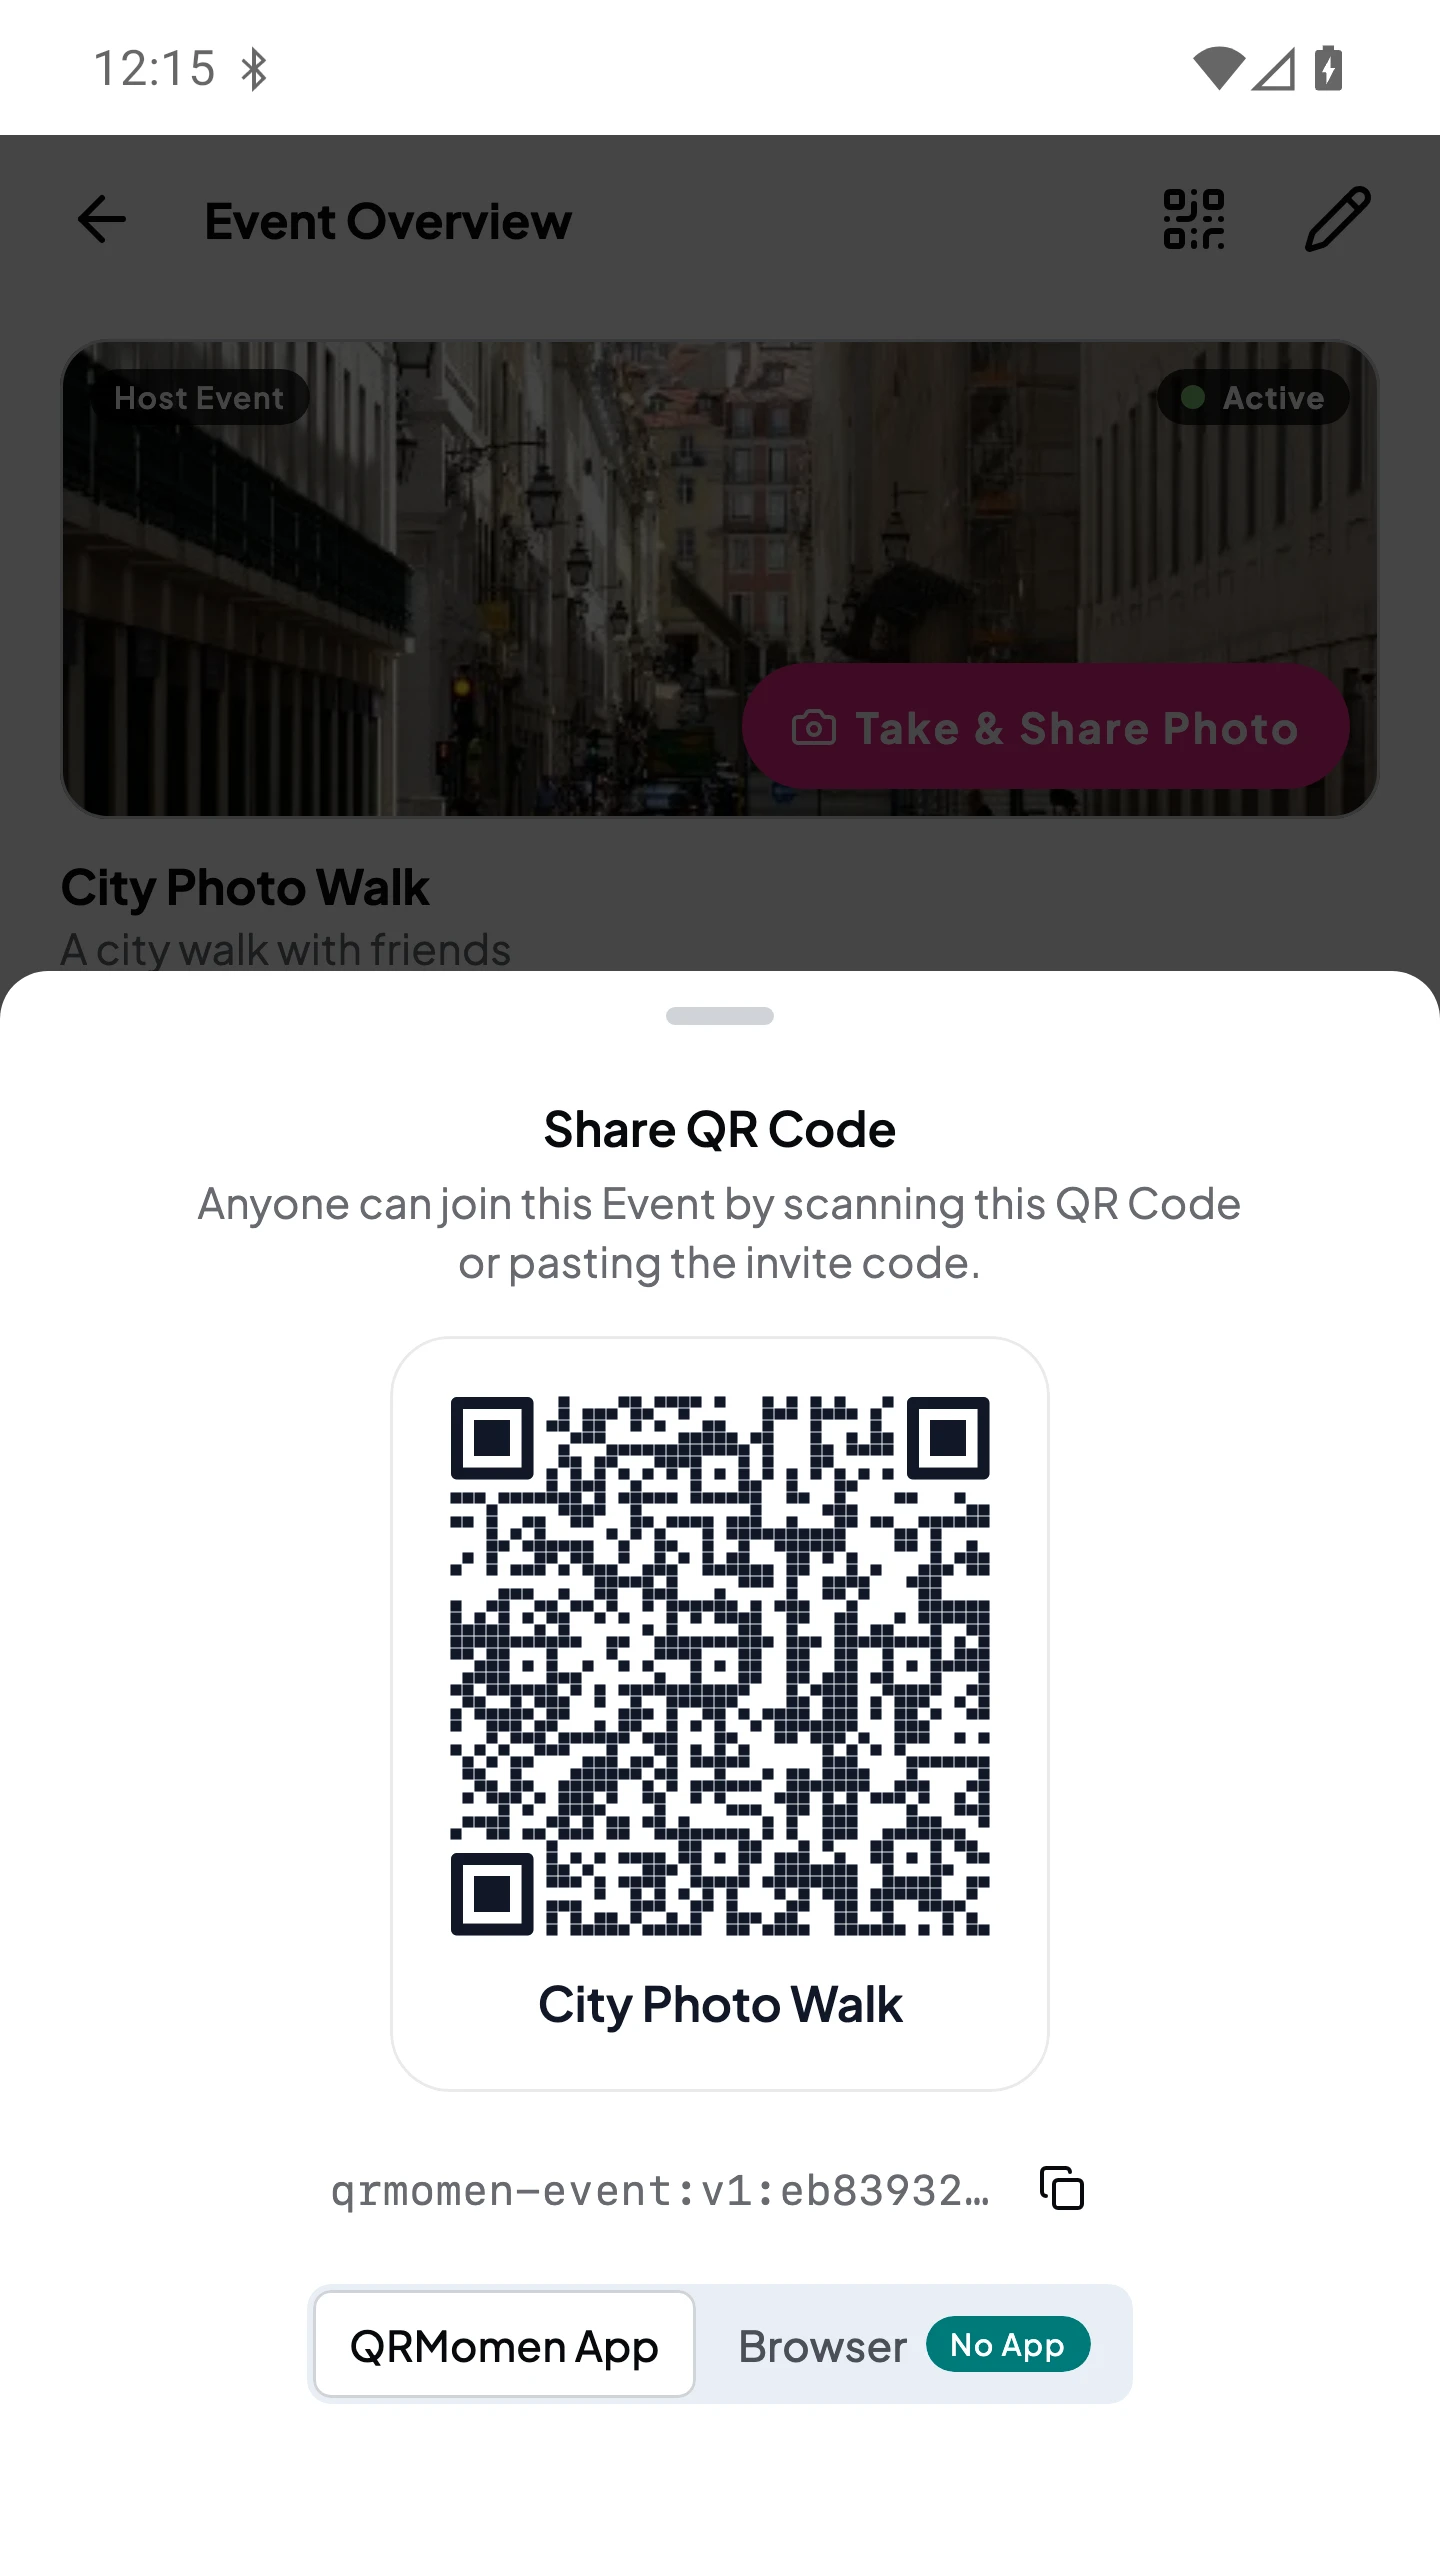 12:15
Event Overview
Host Event
Active
Take & Share Photo
City Photo Walk
A city walk with friends
Share QR Code
Anyone can join this Event by scanning this QR Code
or pasting the invite code.
City Photo Walk
qrmomen-event:v1:eb83932…
QRMomen App
Browser No App